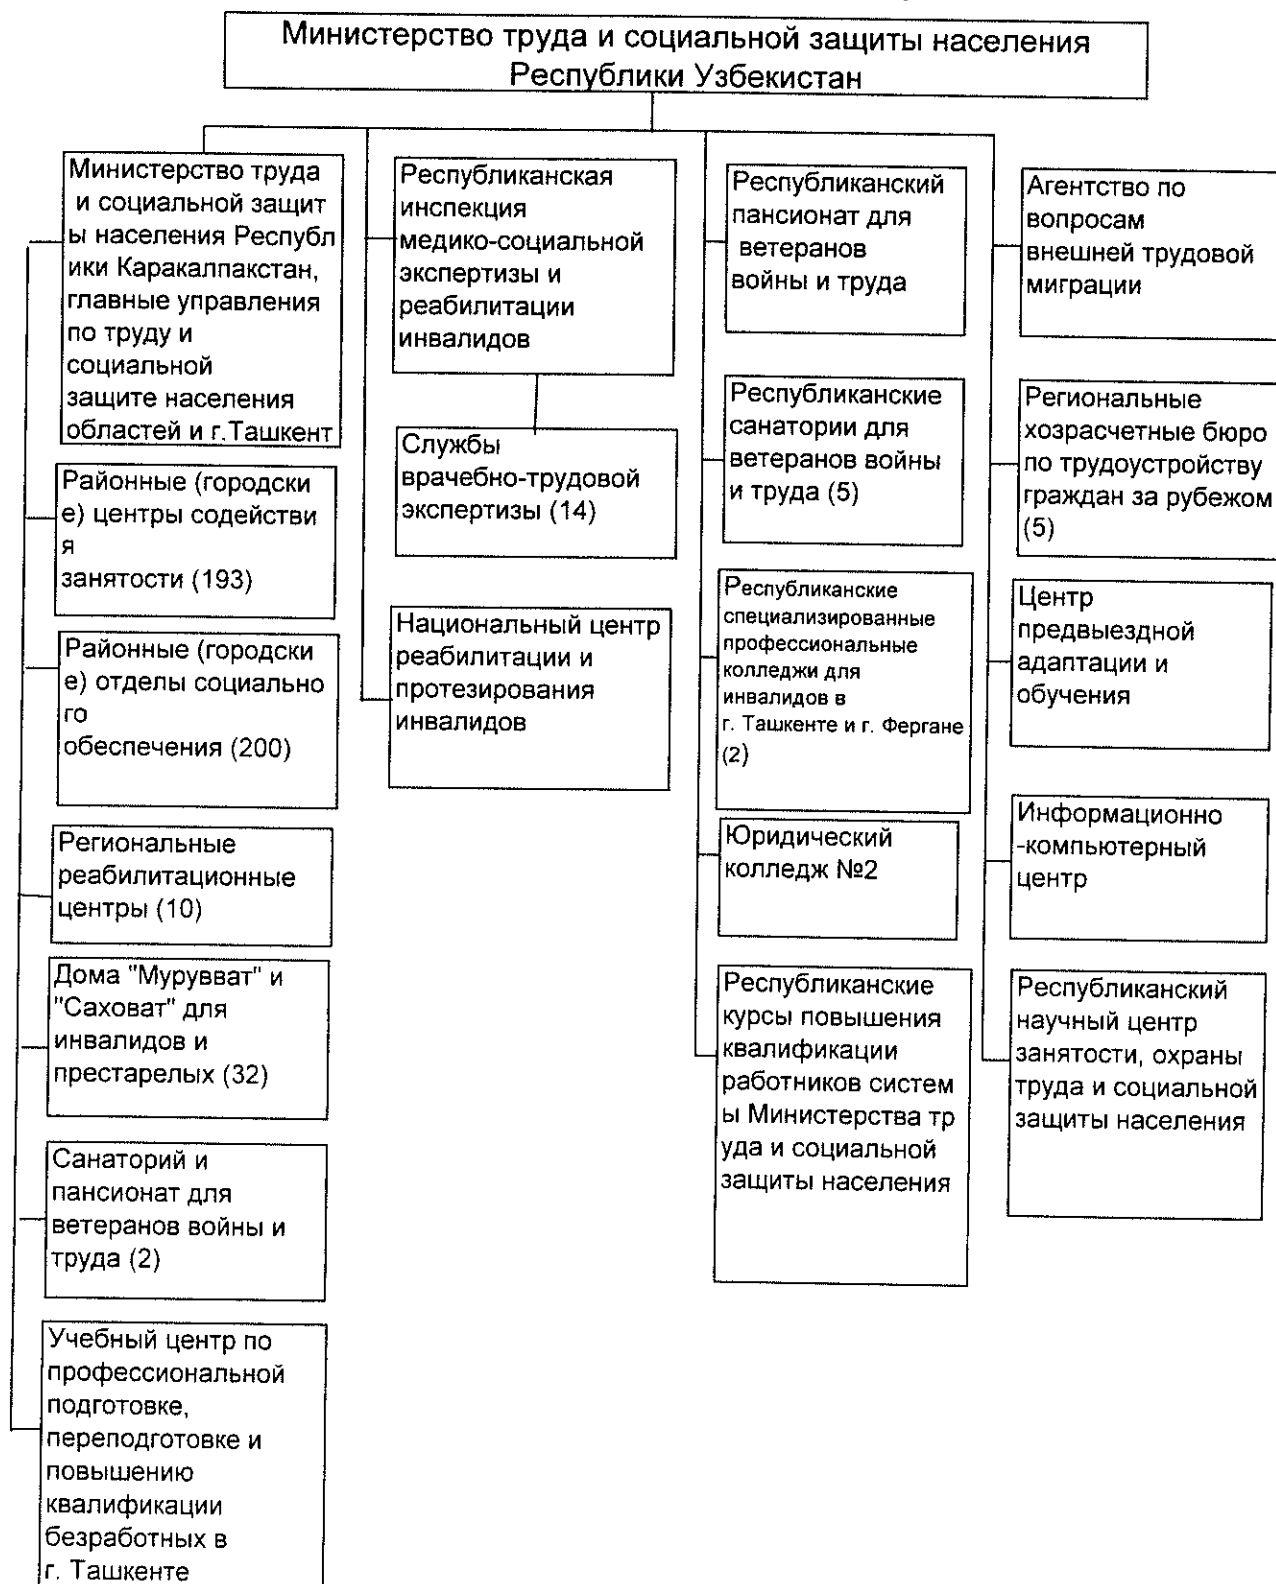 Министерство труда и социальной защиты населения
Республики Узбекистан
Министерство труда
и социальной защит
ы населения Республ
ики Каракалпакстан,
главные управления
по труду и
социальной
защите населения
областей и г.Ташкент
Районные (городски
е) центры содействи
я
занятости (193)
Районные (городски
е) отделы социально
го
обеспечения (200)
Региональные
реабилитационные
центры (10)
Дома "Мурувват" и
"Саховат" для
инвалидов и
престарелых (32)
Санаторий и
пансионат для
ветеранов войны и
труда (2)
Учебный центр по
профессиональной
подготовке,
переподготовке и
повышению
квалификации
безработных в
г. Ташкенте
Республиканская
инспекция
медико-социальной
экспертизы и
реабилитации
инвалидов
Службы
врачебно-трудовой
экспертизы (14)
Национальный центр
реабилитации и
протезирования
инвалидов
Республиканский
пансионат для
ветеранов
войны и труда
Республиканские
санатории для
ветеранов войны
и труда (5)
Республиканские
специализированные
профессиональные
колледжи для
инвалидов в
г. Ташкенте и г. Фергане
(2)
Юридический
колледж №2
Республиканские
курсы повышения
квалификации
работников систем
ы Министерства тр
уда и социальной
защиты населения
Агентство по
вопросам
внешней трудовой
миграции
Региональные
хозрасчетные бюро
по трудоустройству
граждан за рубежом
(5)
Центр
предвыездной
адаптации и
обучения
Информационно
-компьютерный
центр
Республиканский
научный центр
занятости, охраны
труда и социальной
защиты населения